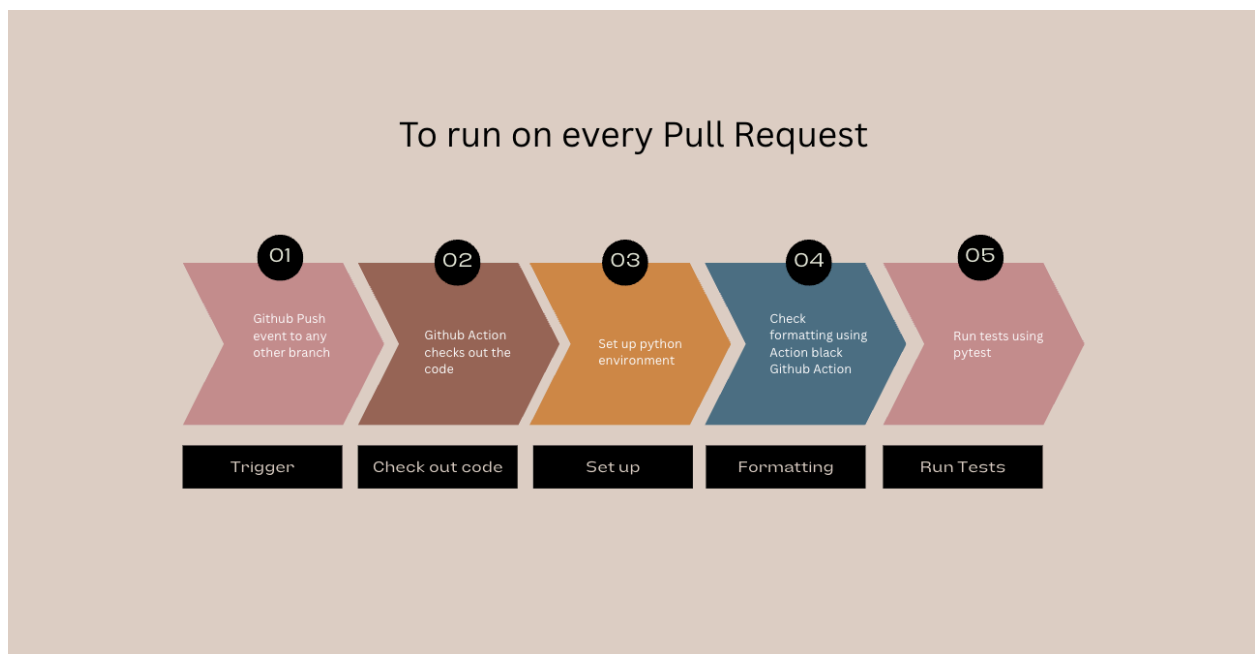 To run on every Pull Request
01
02
03
04
05
Github Push
event to any
other branch
Github Action
checks out the
code
Set up python
environment
Check
formatting using
Action black
Github Action
Run tests using
pytest
Trigger
Check out code
Set up
Formatting
Run Tests